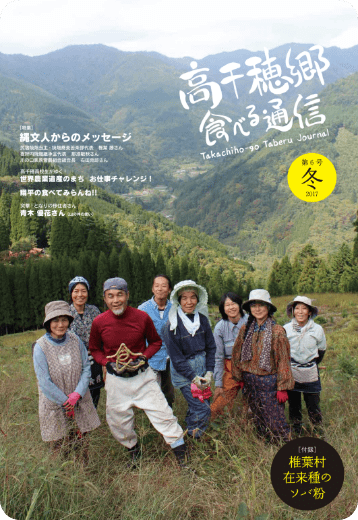 高千穂郷
食べる通信
Takachiho-go Taberu Journal
第6号
冬
2017
[特集]
縄文人からのメッセージ
世界農業遺産のまち お仕事チャレンジ!
精平の食べてみらんね!!
青木 優花さん
[付録]
椎葉村
在来種の
ソバ粉